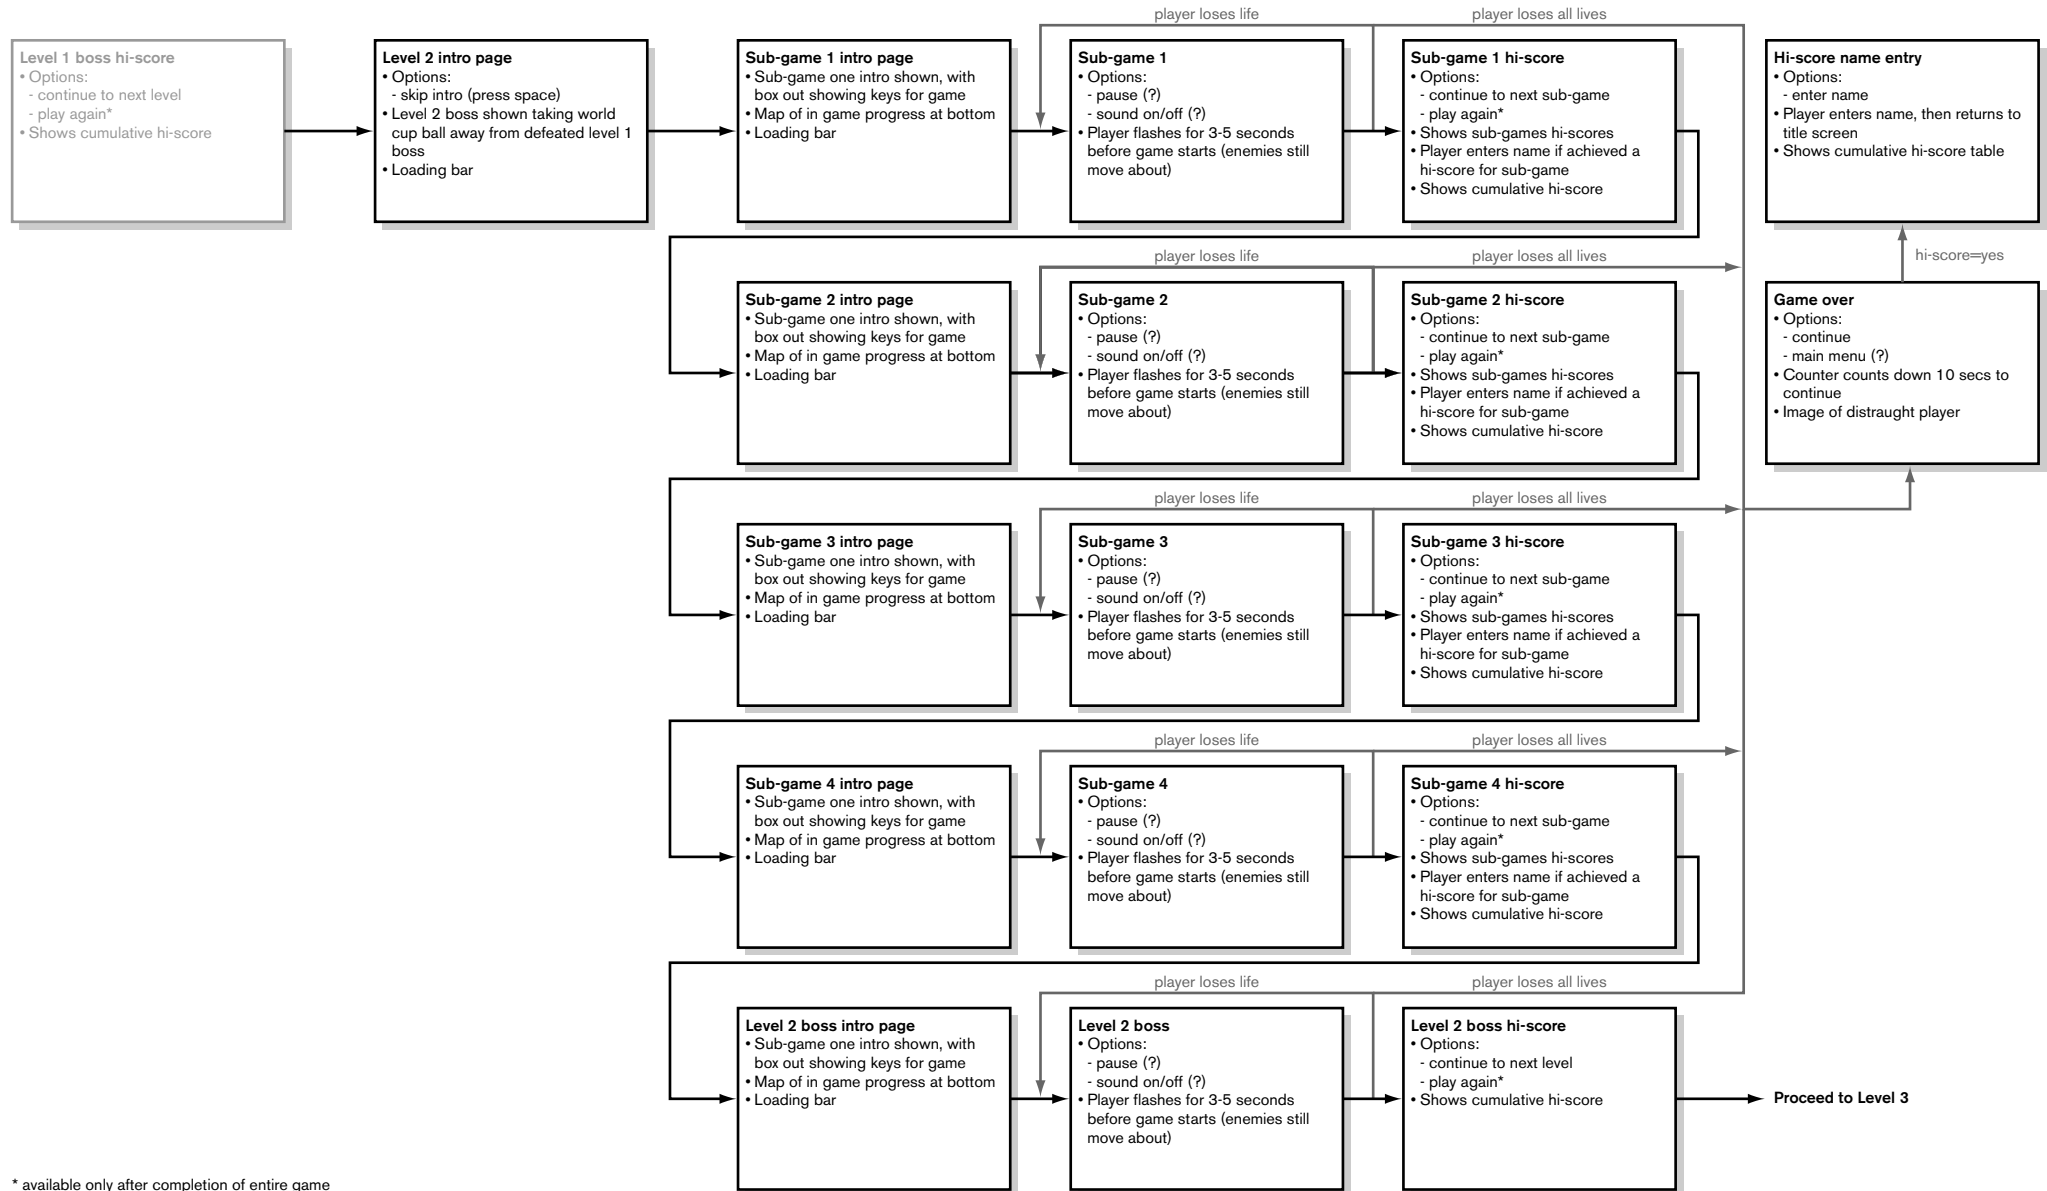 player loses life
player loses all lives
Level 1 boss hi-score
• Options:
- continue to next level
- play again*
• Shows cumulative hi-score
Level 2 intro page
• Options:
- skip intro (press space)
• Level 2 boss shown taking world
cup ball away from defeated level 1
boss
• Loading bar
Sub-game 1 intro page
• Sub-game one intro shown, with
box out showing keys for game
• Map of in game progress at bottom
• Loading bar
Sub-game 1
• Options:
- pause (?)
- sound on/off (?)
• Player flashes for 3-5 seconds
before game starts (enemies still
move about)
Sub-game 1 hi-score
• Options:
- continue to next sub-game
- play again*
• Shows sub-games hi-scores
• Player enters name if achieved a
hi-score for sub-game
• Shows cumulative hi-score
Hi-score name entry
• Options:
- enter name
• Player enters name, then returns to
title screen
• Shows cumulative hi-score table
player loses life
player loses all lives
hi-score=yes
Sub-game 2 intro page
• Sub-game one intro shown, with
box out showing keys for game
• Map of in game progress at bottom
• Loading bar
Sub-game 2
• Options:
- pause (?)
- sound on/off (?)
• Player flashes for 3-5 seconds
before game starts (enemies still
move about)
Sub-game 2 hi-score
• Options:
- continue to next sub-game
- play again*
• Shows sub-games hi-scores
• Player enters name if achieved a
hi-score for sub-game
• Shows cumulative hi-score
Game over
• Options:
- continue
- main menu (?)
• Counter counts down 10 secs to
continue
• Image of distraught player
player loses life
player loses all lives
Sub-game 3 intro page
• Sub-game one intro shown, with
box out showing keys for game
• Map of in game progress at bottom
• Loading bar
Sub-game 3
• Options:
- pause (?)
- sound on/off (?)
• Player flashes for 3-5 seconds
before game starts (enemies still
move about)
Sub-game 3 hi-score
• Options:
- continue to next sub-game
- play again*
• Shows sub-games hi-scores
• Player enters name if achieved a
hi-score for sub-game
• Shows cumulative hi-score
player loses life
player loses all lives
Sub-game 4 intro page
• Sub-game one intro shown, with
box out showing keys for game
• Map of in game progress at bottom
• Loading bar
Sub-game 4
• Options:
- pause (?)
- sound on/off (?)
• Player flashes for 3-5 seconds
before game starts (enemies still
move about)
Sub-game 4 hi-score
• Options:
- continue to next sub-game
- play again*
• Shows sub-games hi-scores
• Player enters name if achieved a
hi-score for sub-game
• Shows cumulative hi-score
player loses life
player loses all lives
Level 2 boss intro page
• Sub-game one intro shown, with
box out showing keys for game
• Map of in game progress at bottom
• Loading bar
Level 2 boss
• Options:
- pause (?)
- sound on/off (?)
• Player flashes for 3-5 seconds
before game starts (enemies still
move about)
Level 2 boss hi-score
• Options:
- continue to next level
- play again*
• Shows cumulative hi-score
Proceed to Level 3
* available only after completion of entire game